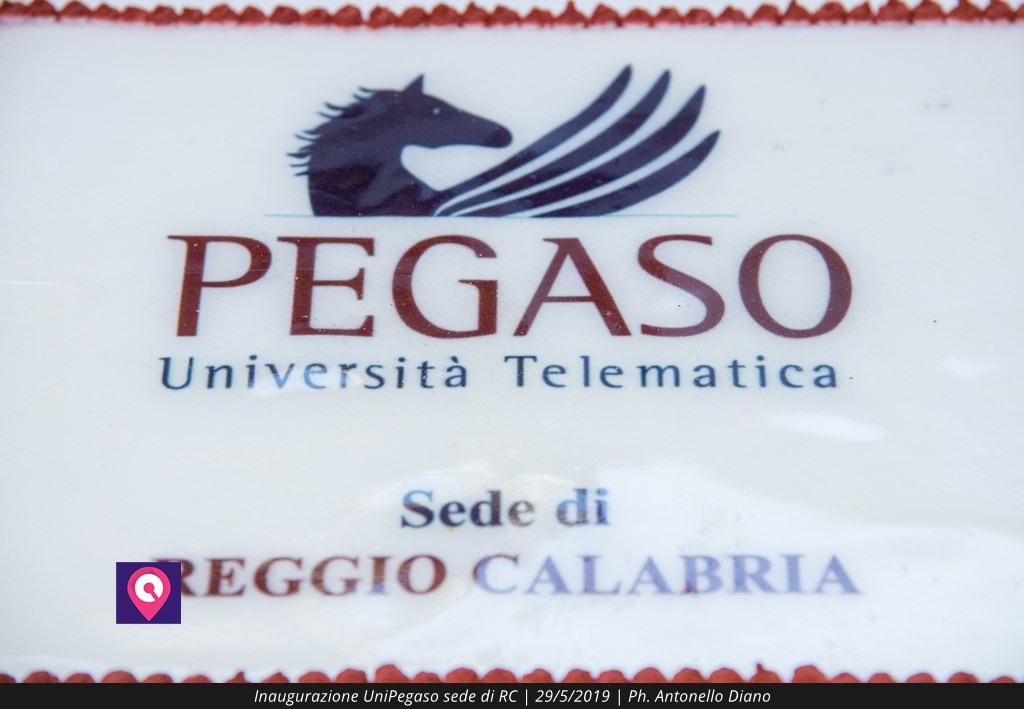 PEGASO
Università Telematica
Sede di
REGGIO CALABRIA
Inaugurazione UniPegaso sede di RC | 29/5/2019 | Ph. Antonello Diano